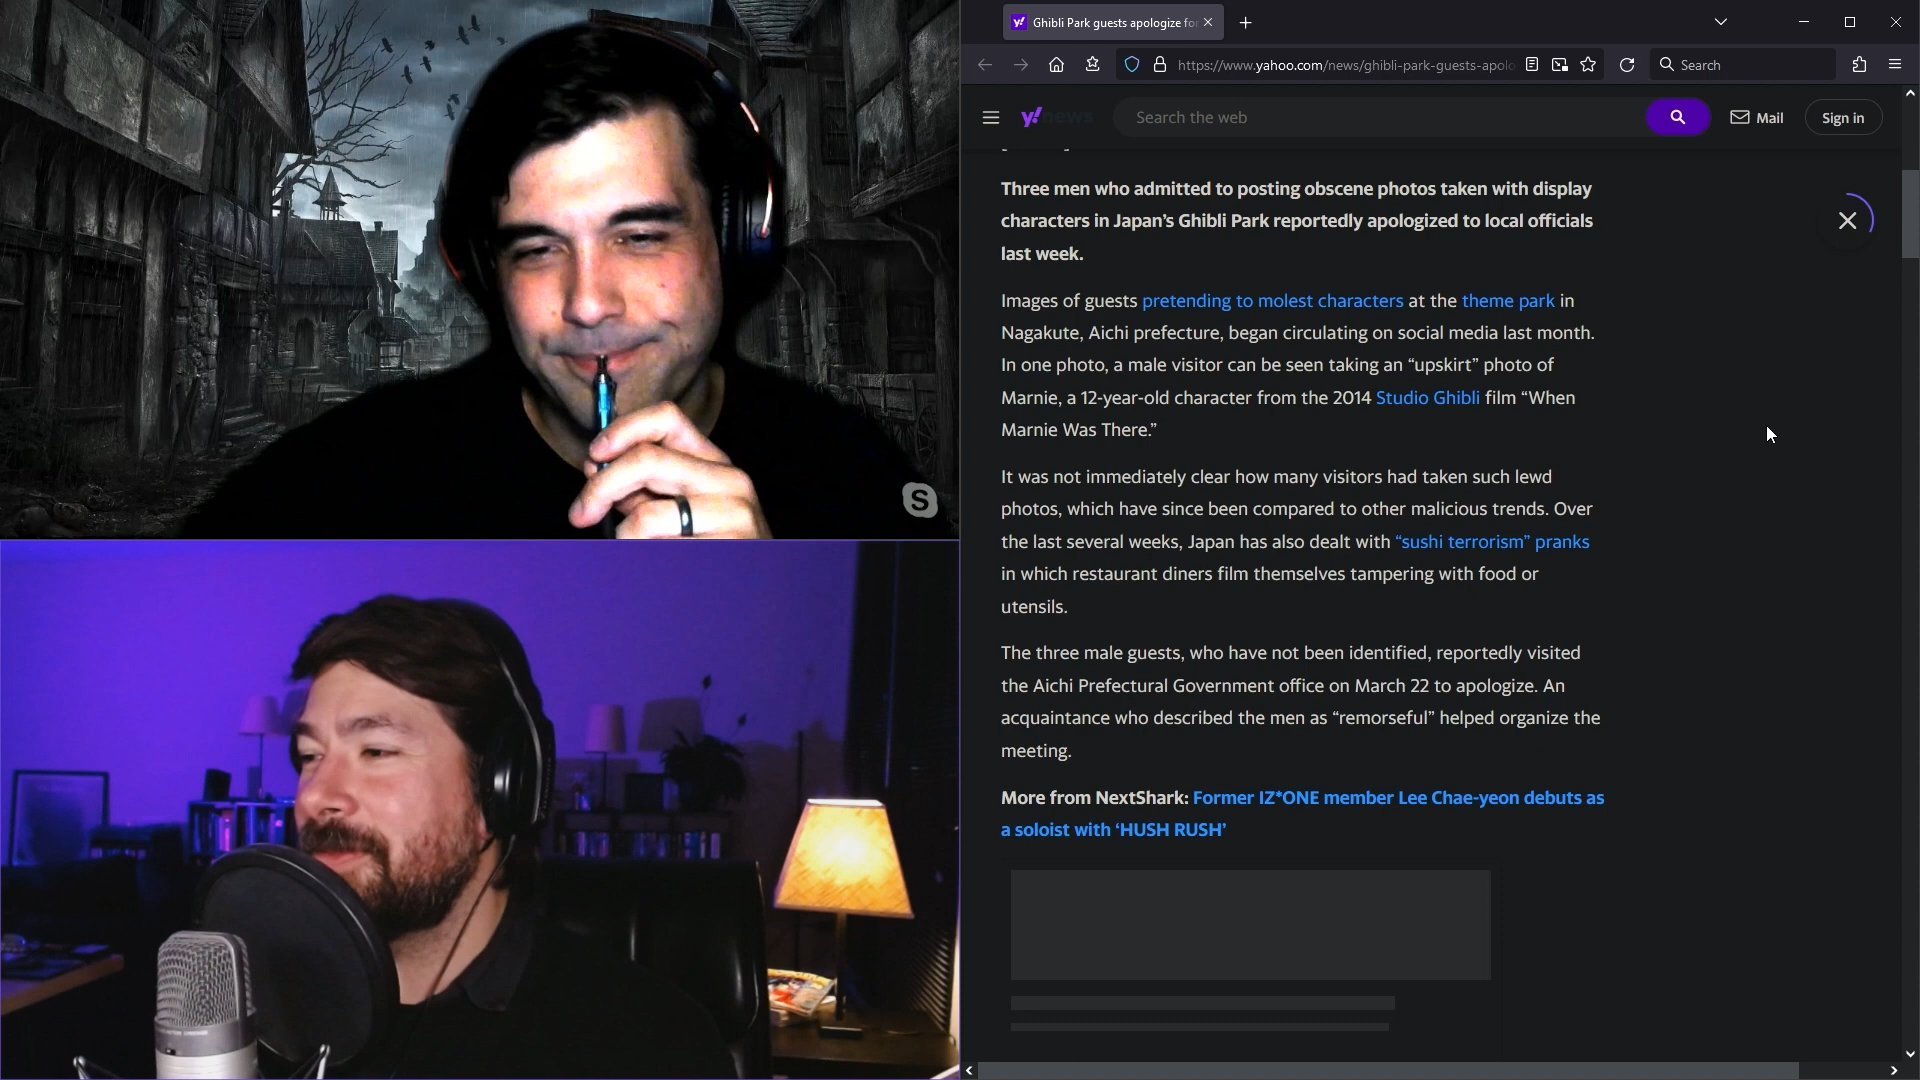 Ghibli Park guests apologize for
https://www.yahoo.com/news/ghibli-park-guests-apolo
Search
y!news
Search the web
Mail
Sign in
Three men who admitted to posting obscene photos taken with display
characters in Japan’s Ghibli Park reportedly apologized to local officials
last week.
Images of guests pretending to molest characters at the theme park in
Nagakute, Aichi prefecture, began circulating on social media last month.
In one photo, a male visitor can be seen taking an “upskirt” photo of
Marnie, a 12-year-old character from the 2014 Studio Ghibli film “When
Marnie Was There.”
It was not immediately clear how many visitors had taken such lewd
photos, which have since been compared to other malicious trends. Over
the last several weeks, Japan has also dealt with “sushi terrorism” pranks
in which restaurant diners film themselves tampering with food or
utensils.
The three male guests, who have not been identified, reportedly visited
the Aichi Prefectural Government office on March 22 to apologize. An
acquaintance who described the men as “remorseful” helped organize the
meeting.
More from NextShark: Former IZ*ONE member Lee Chae-yeon debuts as
a soloist with ‘HUSH RUSH’